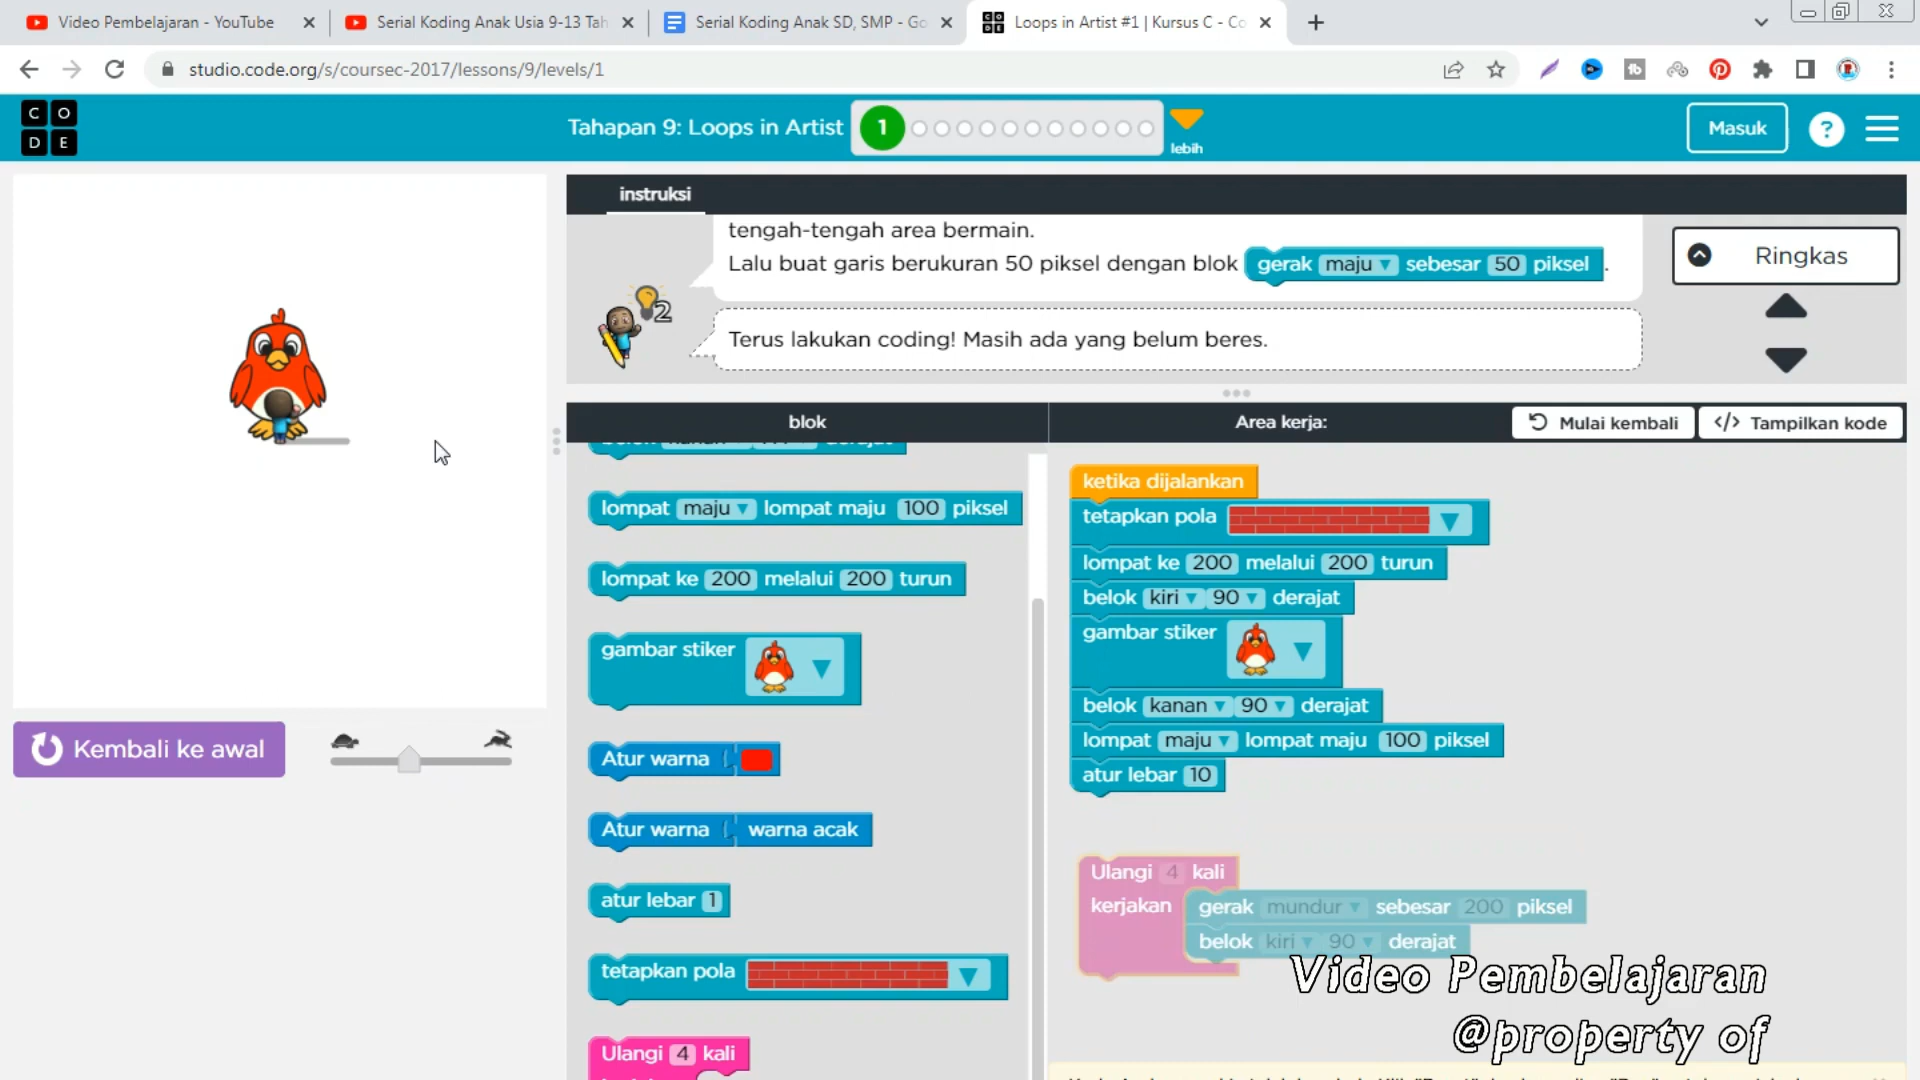 Video Pembelajaran - YouTube
Serial Koding Anak Usia 9-13 Tah
Serial Koding Anak SD, SMP - Go
Loops in Artist #1 | Kursus C - Co
studio.code.org/s/coursec-2017/lessons/9/levels/1
C O
D E
Tahapan 9: Loops in Artist
1
lebih
Masuk
?
instruksi
tengah-tengah area bermain.
Lalu buat garis berukuran 50 piksel dengan blok gerak maju sebesar 50 piksel .
2
Terus lakukan coding! Masih ada yang belum beres.
Ringkas
blok
Area kerja:
Mulai kembali
</> Tampilkan kode
lompat maju lompat maju 100 piksel
lompat ke 200 melalui 200 turun
gambar stiker
Atur warna
Atur warna warna acak
atur lebar 1
tetapkan pola
Ulangi 4 kali
ketika dijalankan
tetapkan pola
lompat ke 200 melalui 200 turun
belok kiri 90 derajat
gambar stiker
belok kanan 90 derajat
lompat maju lompat maju 100 piksel
atur lebar 10
Ulangi 4 kali
kerjakan gerak mundur sebesar 200 piksel
belok kiri 90 derajat
Kembali ke awal
Video Pembelajaran
@property of